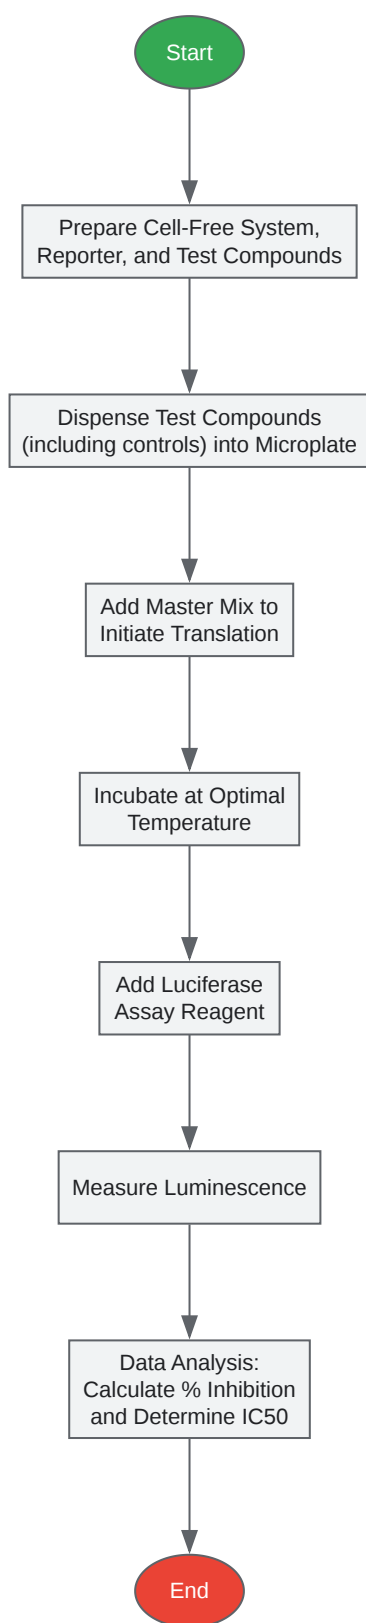 Start
Prepare Cell-Free System,
Reporter, and Test Compounds
Dispense Test Compounds
(including controls) into Microplate
Add Master Mix to
Initiate Translation
Incubate at Optimal
Temperature
Add Luciferase
Assay Reagent
Measure Luminescence
Data Analysis:
Calculate % Inhibition
and Determine IC50
End